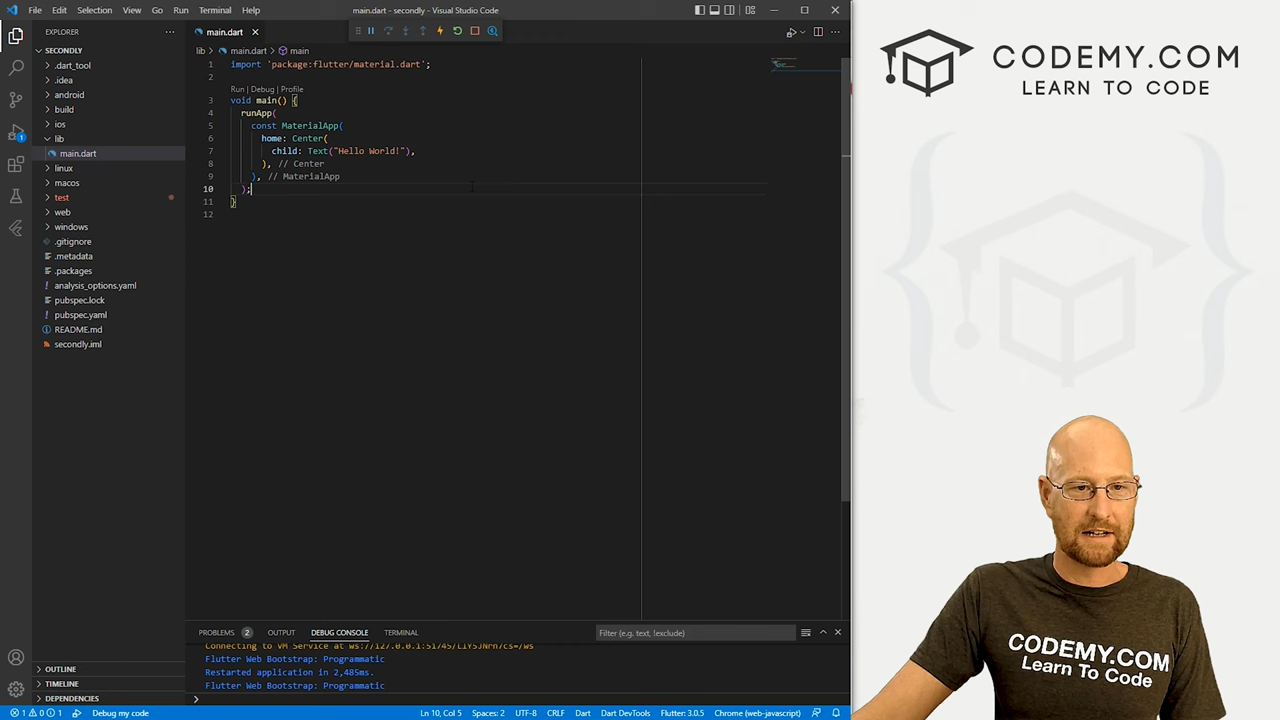 File Edit Selection View Go Run Terminal Help
main.dart - secondly - Visual Studio Code
EXPLORER
SECONDLY
.dart_tool
.idea
android
build
ios
lib
main.dart
linux
macos
test
web
windows
.gitignore
.metadata
.packages
analysis_options.yaml
pubspec.lock
pubspec.yaml
README.md
secondly.iml
OUTLINE
TIMELINE
DEPENDENCIES
1
main.dart
lib > main.dart > main
1 import 'package:flutter/material.dart';
2
Run | Debug | Profile
3 void main() {
4 runApp(
5 const MaterialApp(
6 home: Center(
7 child: Text("Hello World!"),
8 ), // Center
9 ), // MaterialApp
10 );
11 }
12
PROBLEMS 2 OUTPUT DEBUG CONSOLE TERMINAL
Filter (e.g. text, !exclude)
Flutter Web Bootstrap: Programmatic
Restarted application in 2,485ms.
Flutter Web Bootstrap: Programmatic
1 0 1 Debug my code
Ln 10, Col 5 Spaces: 2 UTF-8 CRLF Dart Dart DevTools Flutter: 3.0.5 Chrome (web-javascript)
CODEMY.COM
LEARN TO CODE
CODEMY.COM
Learn To Code